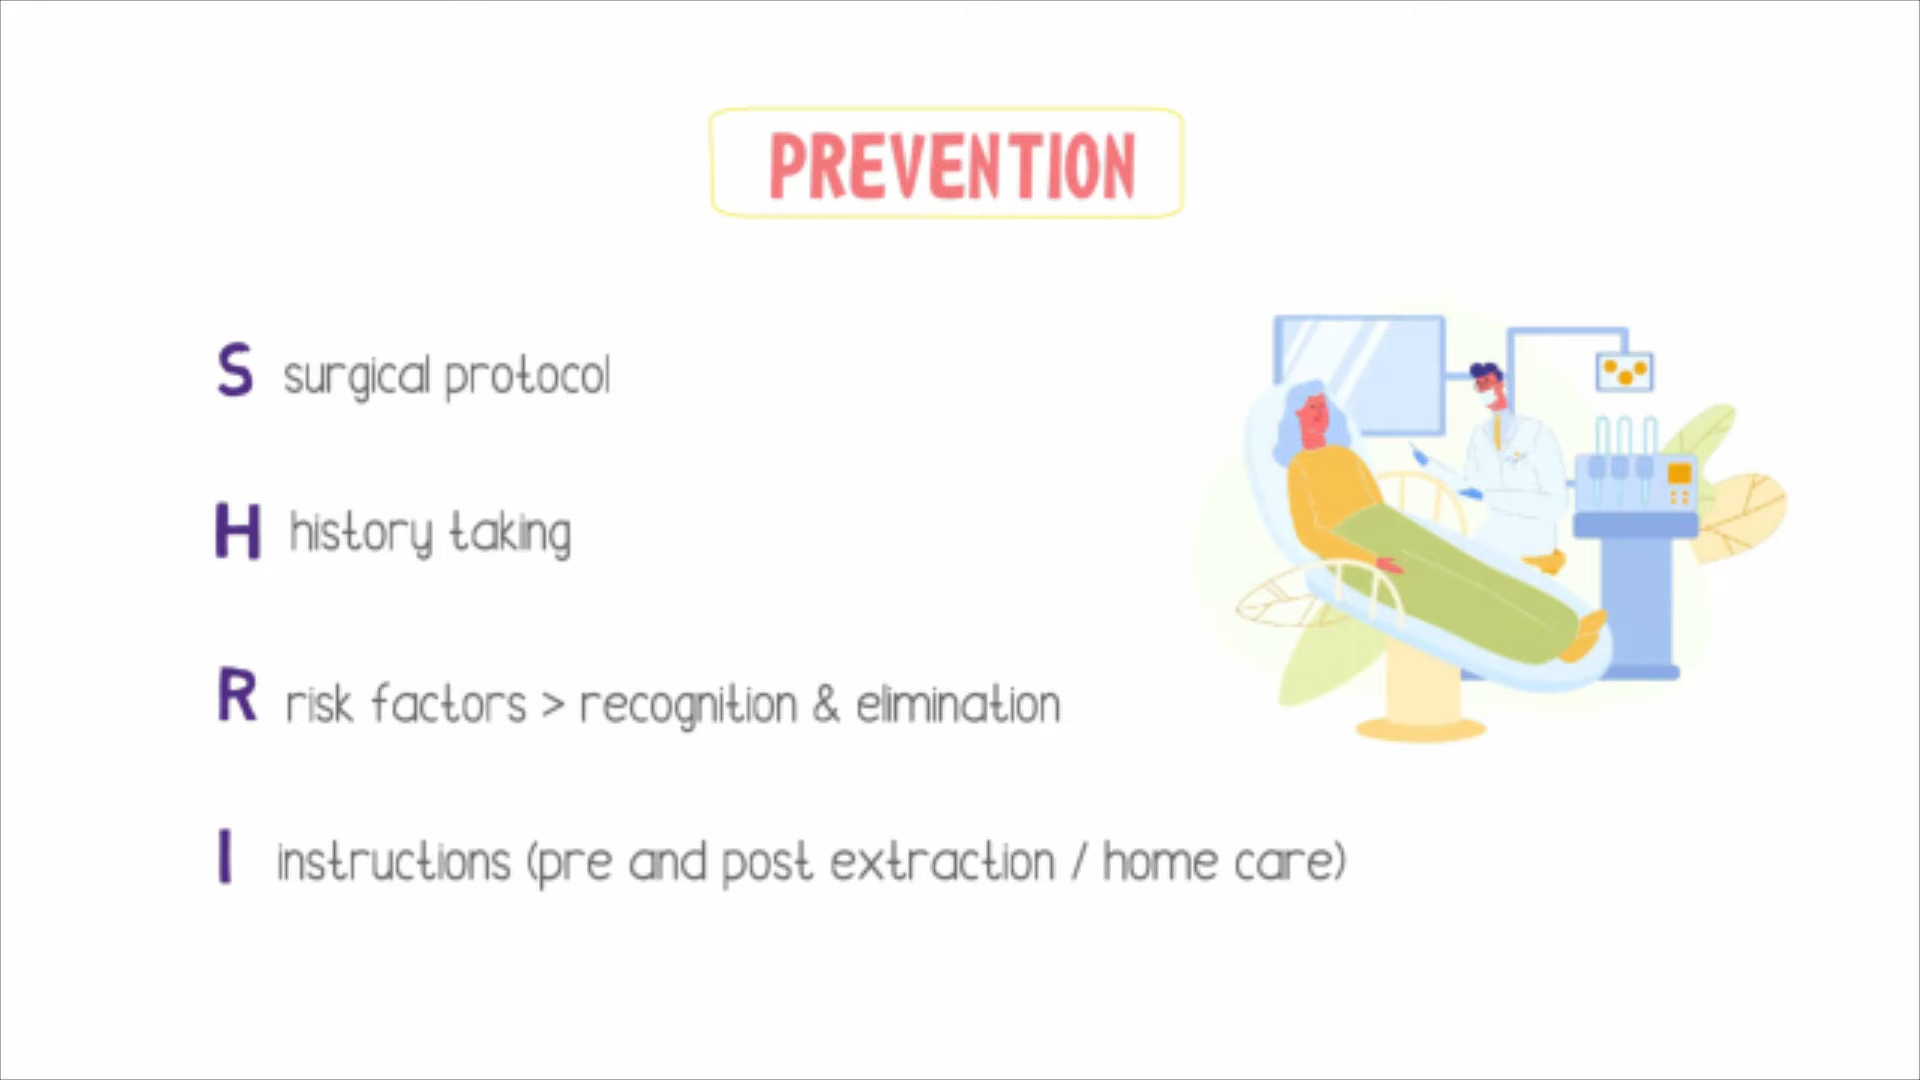 PREVENTION
S surgical protocol
H history taking
R risk factors > recognition & elimination
I instructions (pre and post extraction / home care)